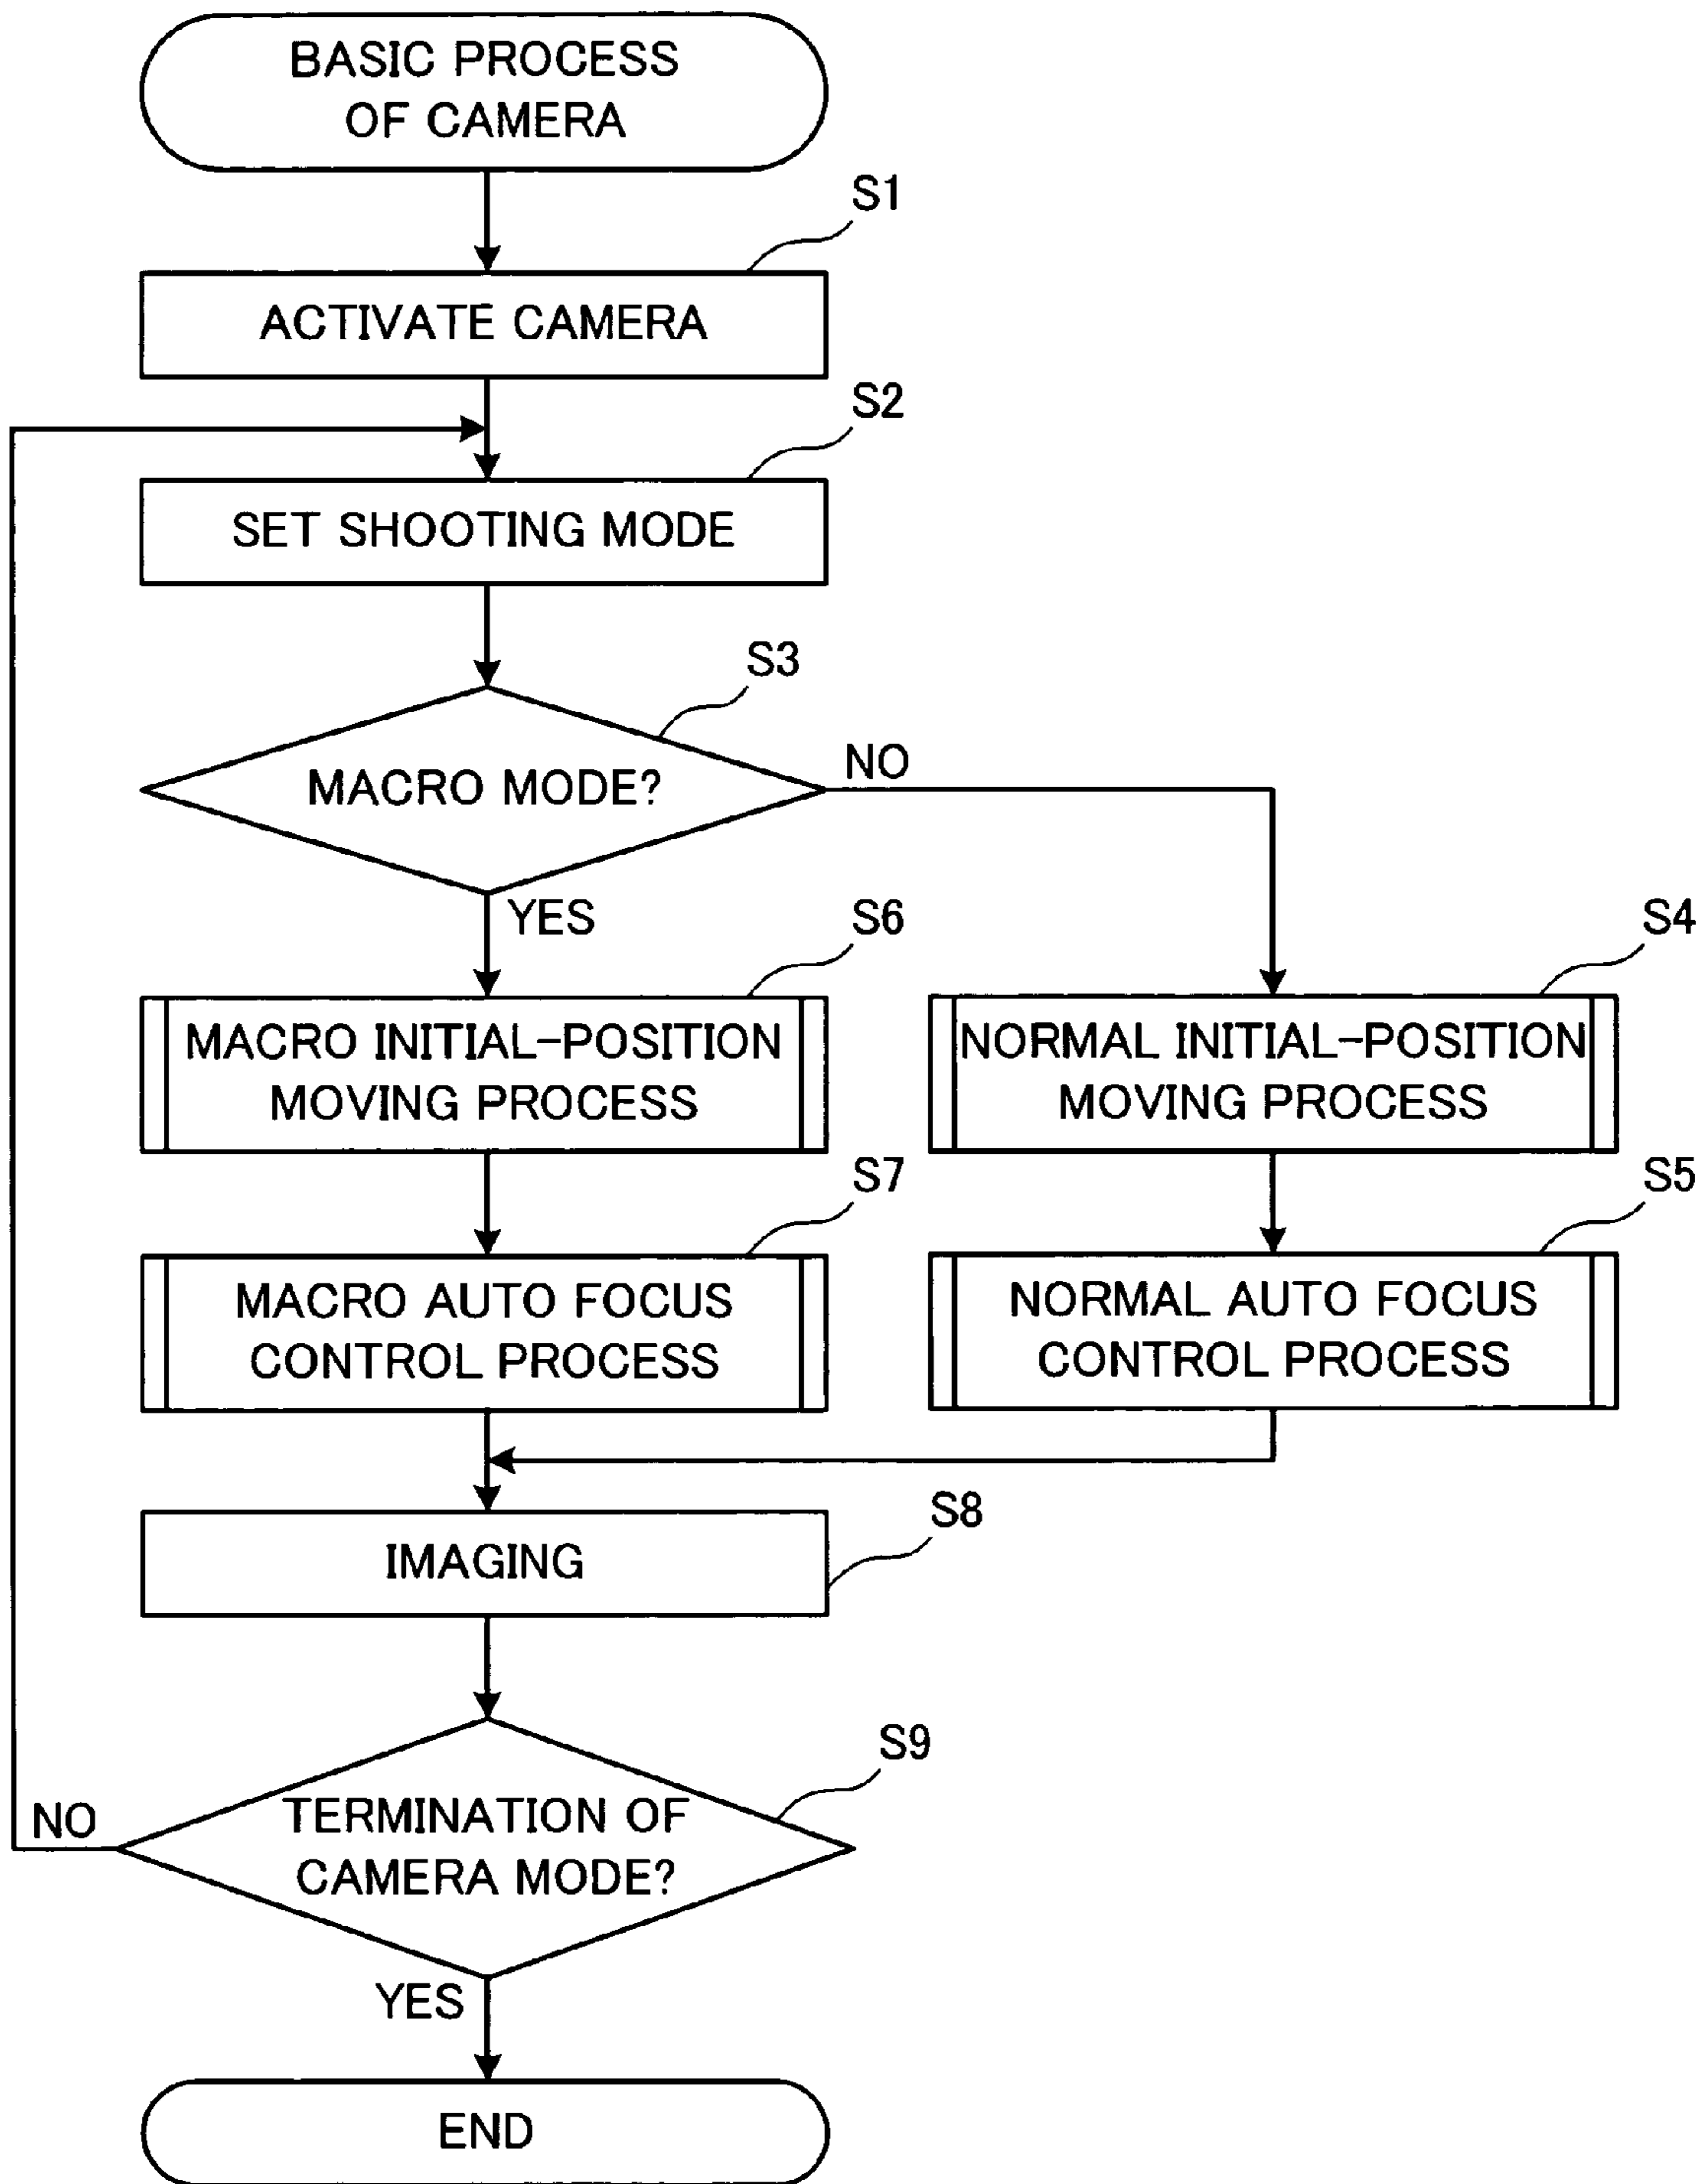 BASIC PROCESS
OF CAMERA
S1
ACTIVATE CAMERA
S2
SET SHOOTING MODE
S3
MACRO MODE?
NO
YES
S6
MACRO INITIAL-POSITION
MOVING PROCESS
S4
NORMAL INITIAL-POSITION
MOVING PROCESS
S7
MACRO AUTO FOCUS
CONTROL PROCESS
S5
NORMAL AUTO FOCUS
CONTROL PROCESS
S8
IMAGING
S9
TERMINATION OF
CAMERA MODE?
NO
YES
END